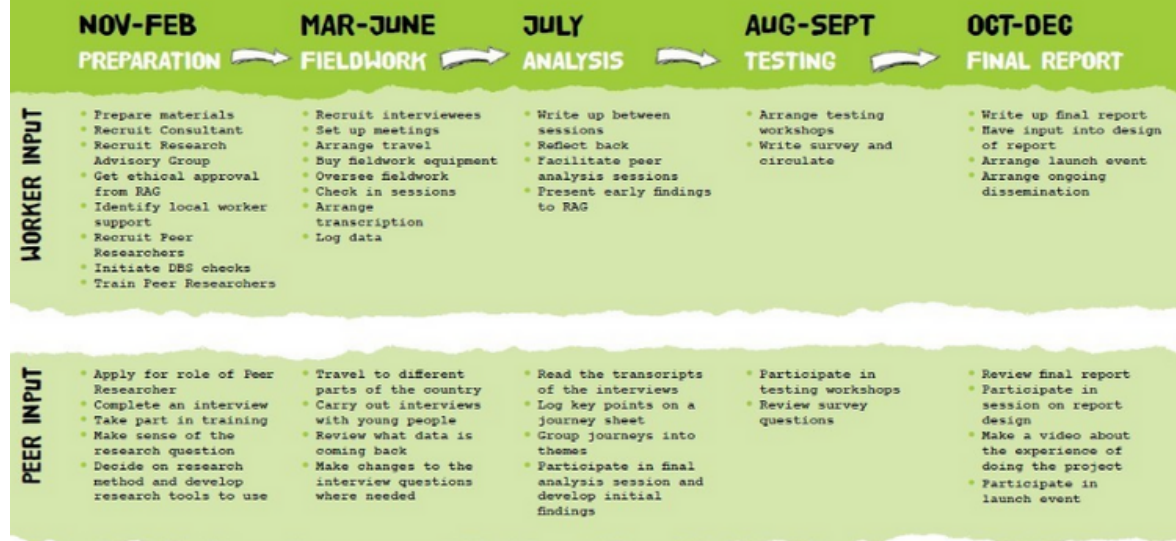 NOV-FEB
PREPARATION
MAR-JUNE
FIELDWORK
JULY
ANALYSIS
AUG-SEPT
TESTING
OCT-DEC
FINAL REPORT
WORKER INPUT
• Prepare materials
• Recruit Consultant
• Recruit Research
Advisory Group
• Get ethical approval
from RAG
• Identify local worker
support
• Recruit Peer
Researchers
• Initiate DBS checks
• Train Peer Researchers
• Recruit interviewees
• Set up meetings
• Arrange travel
• Buy fieldwork equipment
• Oversee fieldwork
• Check in sessions
• Arrange
transcription
• Log data
• Write up between
sessions
• Reflect back
• Facilitate peer
analysis sessions
• Present early findings
to RAG
• Arrange testing
workshops
• Write survey and
circulate
• Write up final report
• Have input into design
of report
• Arrange launch event
• Arrange ongoing
dissemination
PEER INPUT
• Apply for role of Peer
Researcher
• Complete an interview
• Take part in training
• Make sense of the
research question
• Decide on research
method and develop
research tools to use
• Travel to different
parts of the country
• Carry out interviews
with young people
• Review what data is
coming back
• Make changes to the
interview questions
where needed
• Read the transcripts
of the interviews
• Log key points on a
journey sheet
• Group journeys into
themes
• Participate in final
analysis session and
develop initial
findings
• Participate in
testing workshops
• Review survey
questions
• Review final report
• Participate in
session on report
design
• Make a video about
the experience of
doing the project
• Participate in
launch event